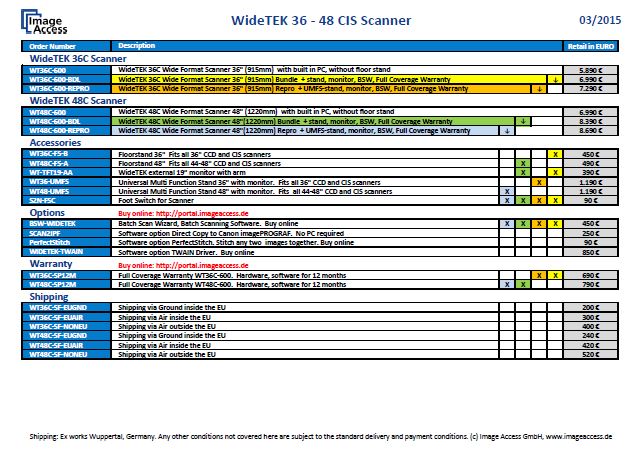 Image Access
WideTEK 36 - 48 CIS Scanner
03/2015
Order Number Description Retail in EURO
WideTEK 36C Scanner
WT36C-600 WideTEK 36C Wide Format Scanner 36" (915mm) with built in PC, without floor stand 5.890 €
WT36C-600-BDL WideTEK 36C Wide Format Scanner 36" (915mm) Bundle + stand, monitor, BSW, Full Coverage Warranty ↓ 6.990 €
WT36C-600-REPRO WideTEK 36C Wide Format Scanner 36" (915mm) Repro + UMFS-stand, monitor, BSW, Full Coverage Warranty ↓ 7.290 €
WideTEK 48C Scanner
WT48C-600 WideTEK 48C Wide Format Scanner 48" (1220mm) with built in PC, without floor stand 6.990 €
WT48C-600-BDL WideTEK 48C Wide Format Scanner 48"(1220mm) Bundle + stand, monitor, BSW, Full Coverage Warranty ↓ 8.390 €
WT48C-600-REPRO WideTEK 48C Wide Format Scanner 48"(1220mm) Repro + UMFS-stand, monitor, BSW, Full Coverage Warranty ↓ 8.690 €
Accessories
WT36C-FS-B Floorstand 36" Fits all 36" CCD and CIS scanners X 450 €
WT48C-FS-A Floorstand 48" Fits all 44-48" CCD and CIS scanners X 490 €
WT-TFT19-AA WideTEK external 19" monitor with arm X X 390 €
WT36-UMFS Universal Multi Function Stand 36" with monitor. Fits all 36" CCD and CIS scanners X 1.190 €
WT48-UMFS Universal Multi Function Stand 48" with monitor. Fits all 44-48" CCD and CIS scanners X 1.190 €
S2N-FSC Foot Switch for Scanner X X X X 90 €
Options Buy online: http://portal.imageaccess.de
BSW-WIDETEK Batch Scan Wizard, Batch Scanning Software. Buy online X X X X 450 €
SCAN2IPF Software option Direct Copy to Canon imagePROGRAF. No PC required 250 €
PerfectStitch Software option PerfectStitch. Stitch any two images together. Buy online 90 €
WIDETEK-TWAIN Software option TWAIN Driver. Buy online 850 €
Warranty Buy online: http://portal.imageaccess.de
WT36C-SP12M Full Coverage Warranty WT36C-600. Hardware, software for 12 months X X 690 €
WT48C-SP12M Full Coverage Warranty WT48C-600. Hardware, software for 12 months X X 790 €
Shipping
WT36C-SF-EUGND Shipping via Ground inside the EU 200 €
WT36C-SF-EUAIR Shipping via Air inside the EU 300 €
WT36C-SF-NONEU Shipping via Air outside the EU 400 €
WT48C-SF-EUGND Shipping via Ground inside the EU 240 €
WT48C-SF-EUAIR Shipping via Air inside the EU 420 €
WT48C-SF-NONEU Shipping via Air outside the EU 520 €
Shipping: Ex works Wuppertal, Germany. Any other conditions not covered here are subject to the standard delivery and payment conditions. (c) Image Access GmbH, www.imageaccess.de